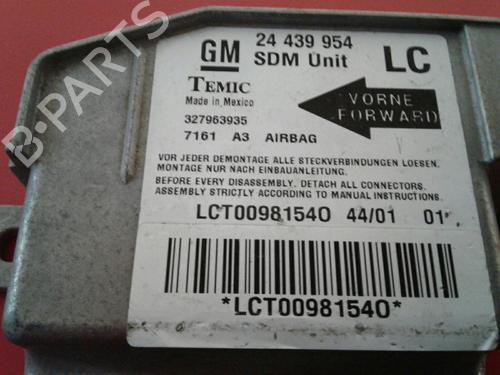 B-PARTS
GM 24 439 954 LC
SDM Unit
TEMIC
Made in Mexico
327963935
7161 A3 AIRBAG
VORNE
FORWARD
VOR JEDER DEMONTAGE ALLE STECKVERBINDUNGEN LOESEN.
MONTAGE NUR NACH EINBAUANLEITUNG.
BEFORE EVERY DISASSEMBLY, DETACH ALL CONNECTORS.
ASSEMBLY STRICTLY ACCORDING TO MANUAL INSTRUCTIONS.
LCT00981540 44/01 01
*LCT00981540*